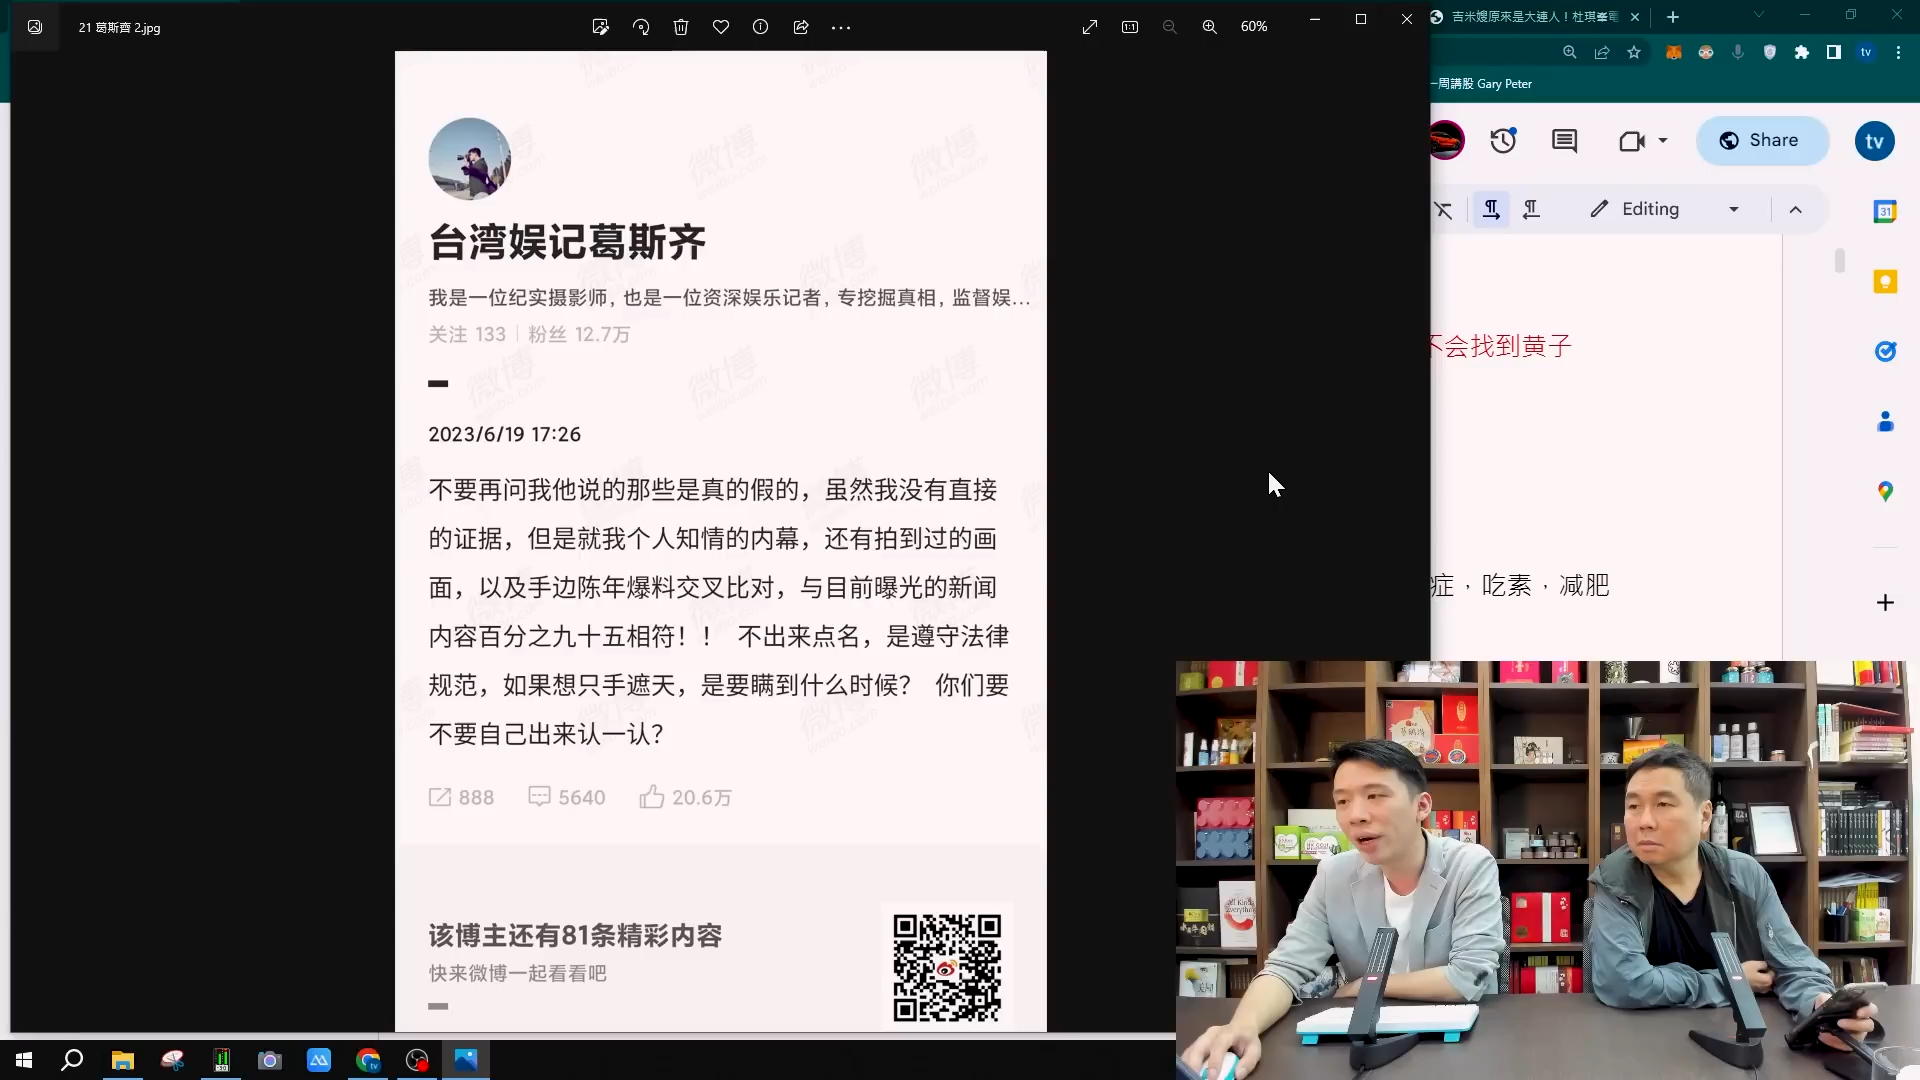 21 葛斯齊 2.jpg
60%
吉米嫂原來是大連人！杜琪峯電
一周講股 Gary Peter
Share
tv
Editing
台湾娱记葛斯齐
我是一位纪实摄影师，也是一位资深娱乐记者，专挖掘真相，监督娱...
关注 133 | 粉丝 12.7万
2023/6/19 17:26
不要再问我他说的那些是真的假的，虽然我没有直接
的证据，但是就我个人知情的内幕，还有拍到过的画
面，以及手边陈年爆料交叉比对，与目前曝光的新闻
内容百分之九十五相符！！ 不出来点名，是遵守法律
规范，如果想只手遮天，是要瞒到什么时候？ 你们要
不要自己出来认一认？
888 5640 20.6万
该博主还有81条精彩内容
快来微博一起看看吧
不会找到黄子
症，吃素，减肥